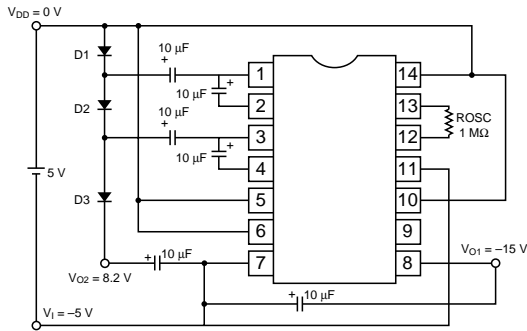 VDD = 0 V
D1
10 µF
+
1
+
10 µF
2
D2
10 µF
+
3
+
10 µF
4
5 V
D3
5
6
7
14
13
12
11
10
9
8
ROSC
1 MΩ
VO1 = –15 V
+
10 µF
VO2 = 8.2 V
+
10 µF
VI = –5 V